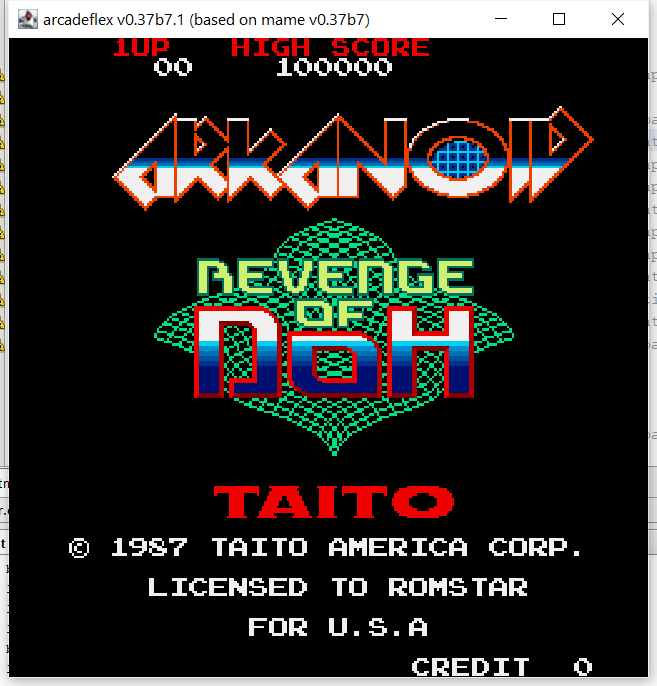 arcadeflex v0.37b7.1 (based on mame v0.37b7)
1UP HIGH SCORE
00 100000
ARKANOID
REVENGE
OF
DOH
TAITO
© 1987 TAITO AMERICA CORP.
LICENSED TO ROMSTAR
FOR U.S.A
CREDIT 0